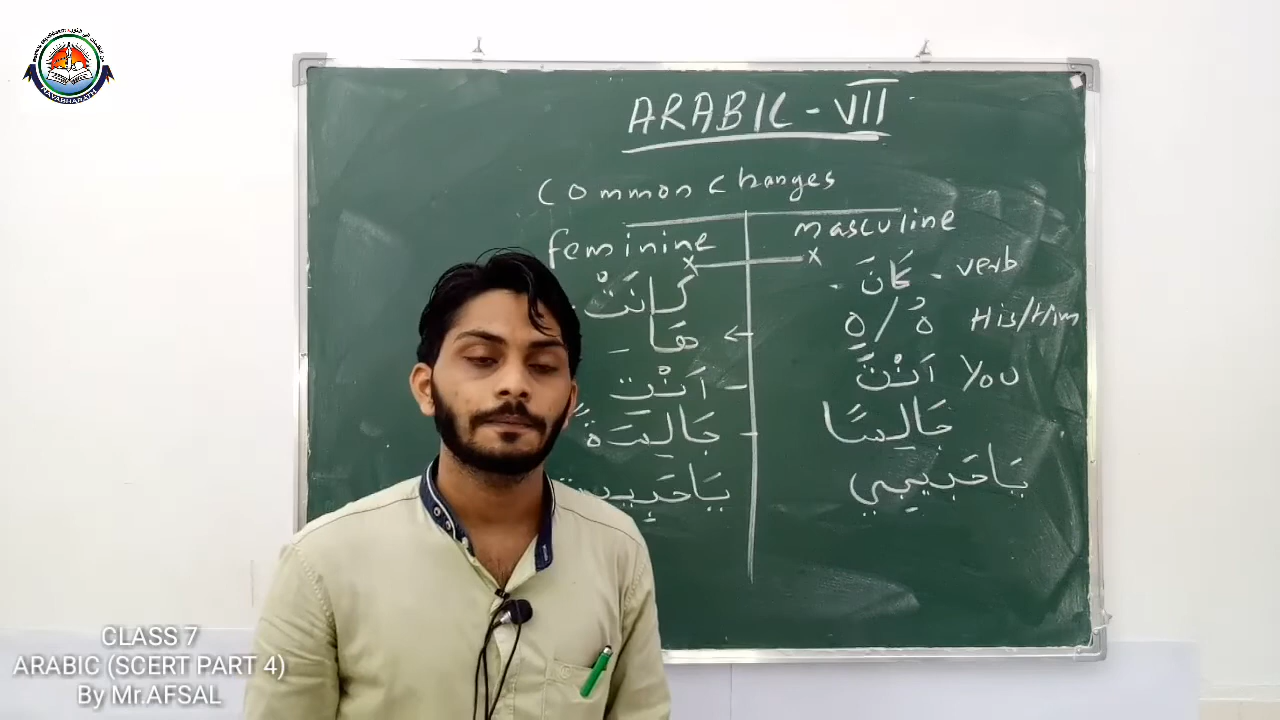 NAVABHARATH
ARABIC - VII
Common changes
feminine masculine
كَانَتْ كَانَ - verb
هَا ← هُ / هِ His/Him
اَنْتِ - اَنْتَ You
جَالِسَةً - جَالِسًا
يَا حَبِيبِي
CLASS 7
ARABIC (SCERT PART 4)
By Mr.AFSAL